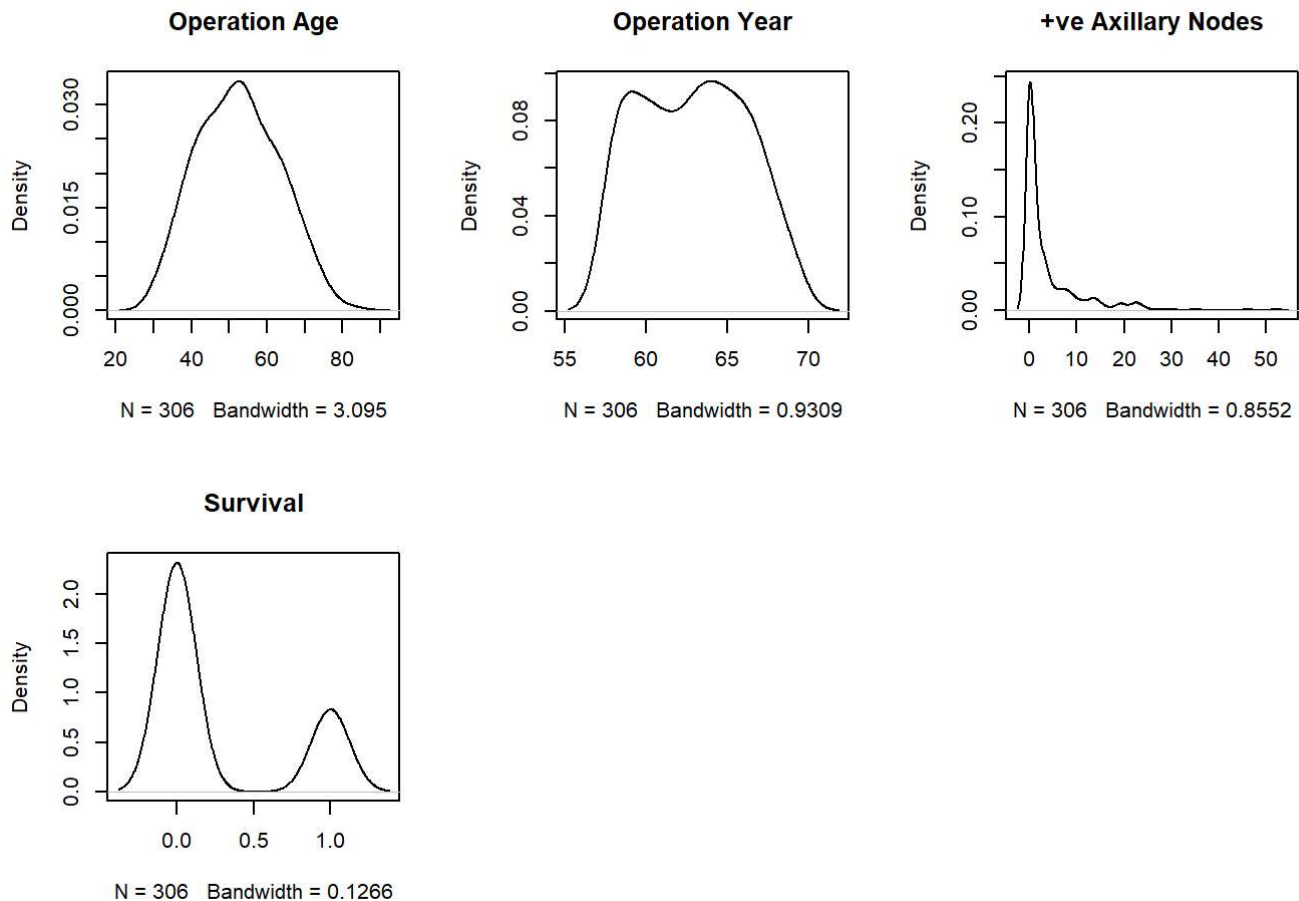 Operation Age
Density
0.000 0.015 0.030
20 40 60 80
N = 306 Bandwidth = 3.095
Operation Year
Density
0.00 0.04 0.08
55 60 65 70
N = 306 Bandwidth = 0.9309
+ve Axillary Nodes
Density
0.00 0.10 0.20
0 10 20 30 40 50
N = 306 Bandwidth = 0.8552
Survival
Density
0.0 0.5 1.0 1.5 2.0
0.0 0.5 1.0
N = 306 Bandwidth = 0.1266